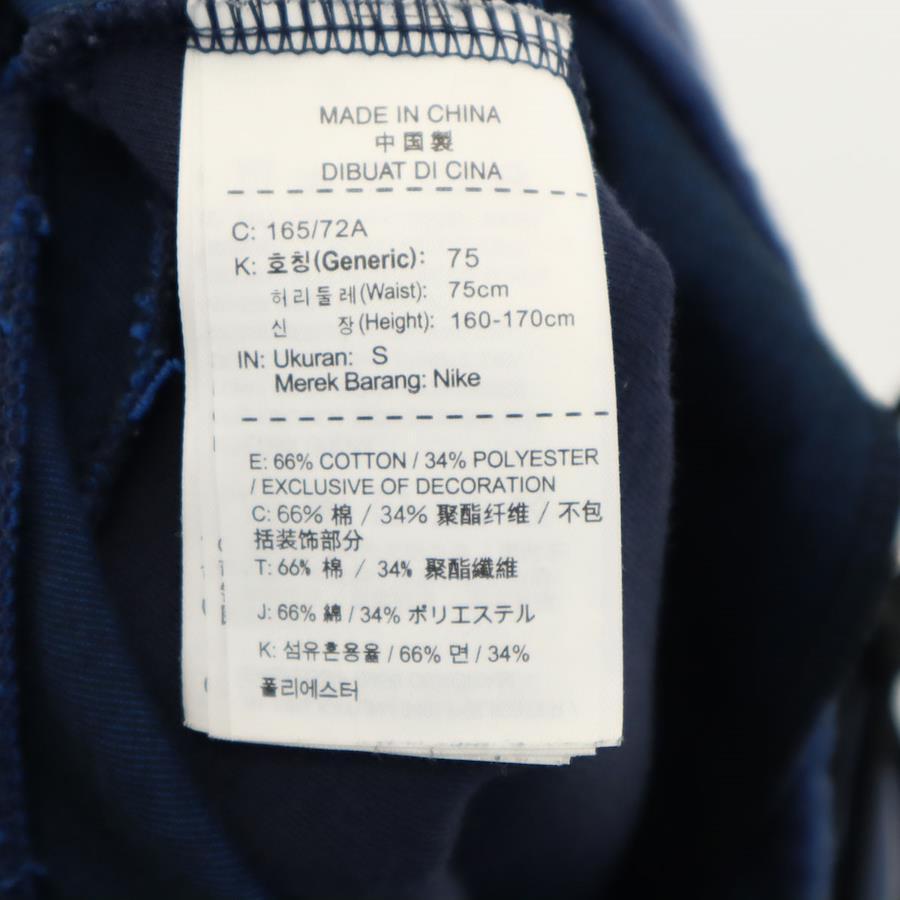 MADE IN CHINA
中国製
DIBUAT DI CINA
C: 165/72A
K: 호칭(Generic): 75
허리둘레(Waist): 75cm
신 장(Height): 160-170cm
IN: Ukuran: S
Merek Barang: Nike
E: 66% COTTON / 34% POLYESTER
/ EXCLUSIVE OF DECORATION
C: 66% 棉 / 34% 聚酯纤维 / 不包
括装饰部分
T: 66% 棉 / 34% 聚酯纖維
J: 66% 綿 / 34% ポリエステル
K: 섬유혼용율 / 66% 면 / 34%
폴리에스터